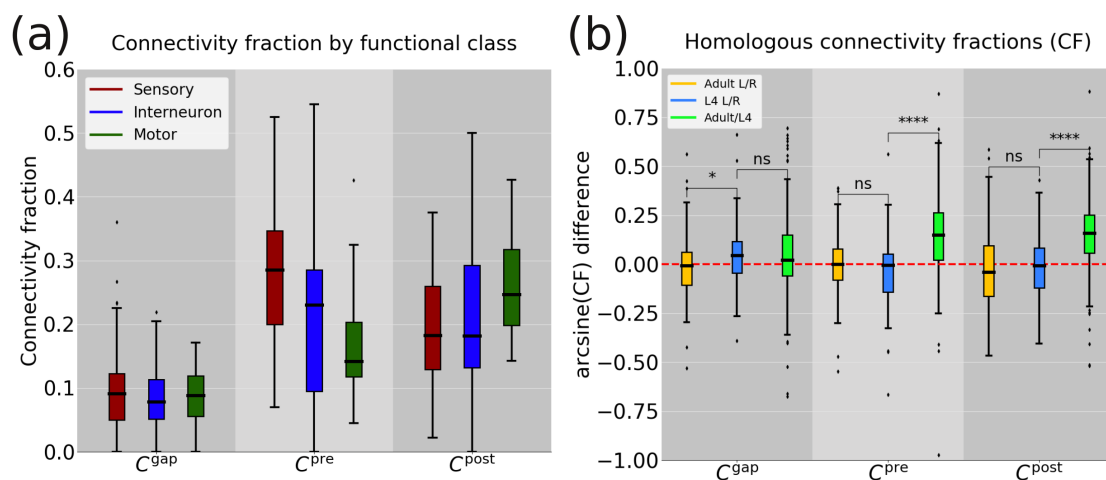 (a)
Connectivity fraction by functional class
Connectivity fraction
0.6
0.5
0.4
0.3
0.2
0.1
0.0
Sensory
Interneuron
Motor
C^gap
C^pre
C^post
(b)
Homologous connectivity fractions (CF)
arcsine(CF) difference
1.00
0.75
0.50
0.25
0.00
−0.25
−0.50
−0.75
−1.00
Adult L/R
L4 L/R
Adult/L4
*
ns
ns
****
ns
****
C^gap
C^pre
C^post